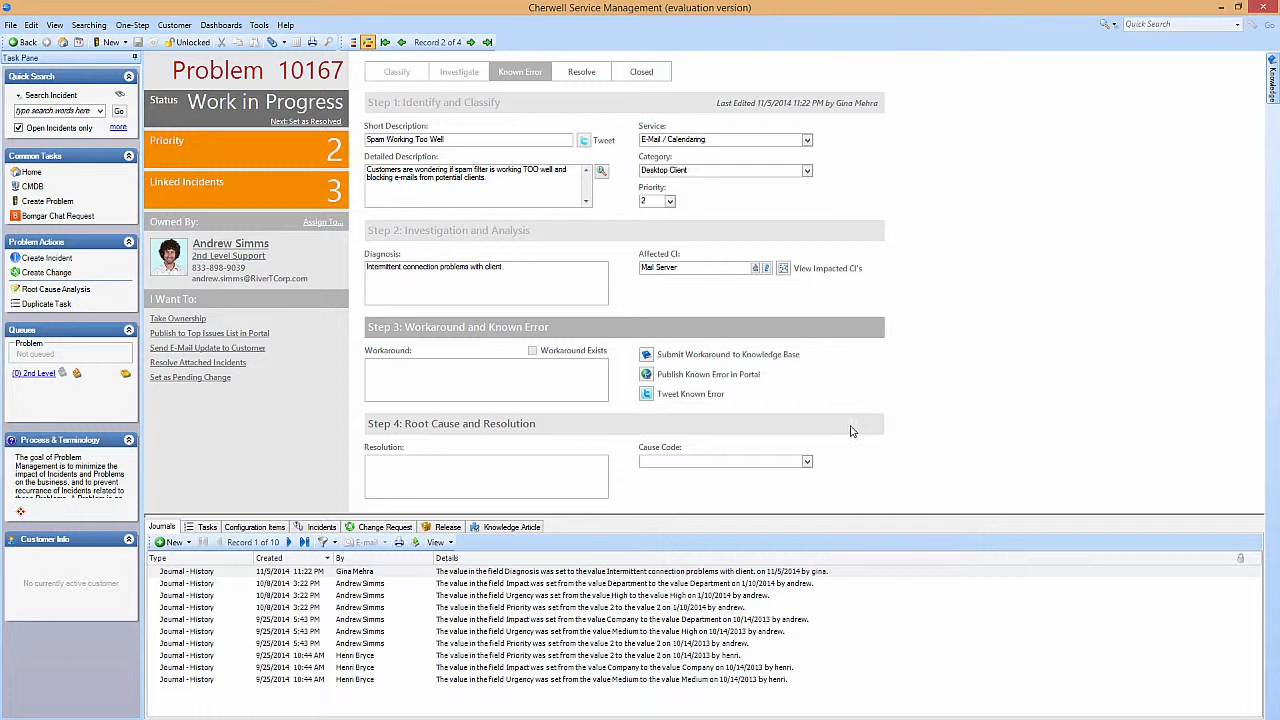 Cherwell Service Management (evaluation version)
File Edit View Searching One-Step Customer Dashboards Tools Help
Quick Search Go
Back New Unlocked Record 2 of 4
Task Pane
Quick Search
Search Incident
type search words here Go
Open Incidents only more
Common Tasks
Home
CMDB
Create Problem
Bomgar Chat Request
Problem Actions
Create Incident
Create Change
Root Cause Analysis
Duplicate Task
Queues
Problem
Not queued
(0) 2nd Level
Process & Terminology
The goal of Problem
Management is to minimize the
impact of Incidents and Problems
on the business, and to prevent
recurrence of Incidents related to
Customer Info
No currently active customer
Problem 10167
Status Work in Progress
Next: Set as Resolved
Priority 2
Linked Incidents 3
Owned By: Assign To...
Andrew Simms
2nd Level Support
833-898-9039
andrew.simms@RiverTCorp.com
I Want To:
Take Ownership
Publish to Top Issues List in Portal
Send E-Mail Update to Customer
Resolve Attached Incidents
Set as Pending Change
Classify Investigate Known Error Resolve Closed
Step 1: Identify and Classify Last Edited 11/5/2014 11:22 PM by Gina Mehra
Short Description: Service:
Spam Working Too Well Tweet E-Mail / Calendaring
Detailed Description: Category:
Customers are wondering if spam filter is working TOO well and
blocking e-mails from potential clients.
Desktop Client
Priority:
2
Step 2: Investigation and Analysis
Diagnosis: Affected CI:
Intermittent connection problems with client. Mail Server View Impacted CI's
Step 3: Workaround and Known Error
Workaround: Workaround Exists Submit Workaround to Knowledge Base
Publish Known Error in Portal
Tweet Known Error
Step 4: Root Cause and Resolution
Resolution: Cause Code:
Knowledge
Journals Tasks Configuration Items Incidents Change Request Release Knowledge Article
New Record 1 of 10 E-mail View
Type Created By Details
Journal - History 11/5/2014 11:22 PM Gina Mehra The value in the field Diagnosis was set to the value Intermittent connection problems with client. on 11/5/2014 by gina.
Journal - History 10/8/2014 3:22 PM Andrew Simms The value in the field Impact was set from the value Department to the value Department on 1/10/2014 by andrew.
Journal - History 10/8/2014 3:22 PM Andrew Simms The value in the field Urgency was set from the value High to the value High on 1/10/2014 by andrew.
Journal - History 10/8/2014 3:22 PM Andrew Simms The value in the field Priority was set from the value 2 to the value 2 on 1/10/2014 by andrew.
Journal - History 9/25/2014 5:43 PM Andrew Simms The value in the field Impact was set from the value Company to the value Department on 10/14/2013 by andrew.
Journal - History 9/25/2014 5:43 PM Andrew Simms The value in the field Urgency was set from the value Medium to the value High on 10/14/2013 by andrew.
Journal - History 9/25/2014 5:43 PM Andrew Simms The value in the field Priority was set from the value 2 to the value 2 on 10/14/2013 by andrew.
Journal - History 9/25/2014 10:44 AM Henri Bryce The value in the field Priority was set from the value 2 to the value 2 on 10/14/2013 by henri.
Journal - History 9/25/2014 10:44 AM Henri Bryce The value in the field Impact was set from the value Company to the value Company on 10/14/2013 by henri.
Journal - History 9/25/2014 10:44 AM Henri Bryce The value in the field Urgency was set from the value Medium to the value Medium on 10/14/2013 by henri.